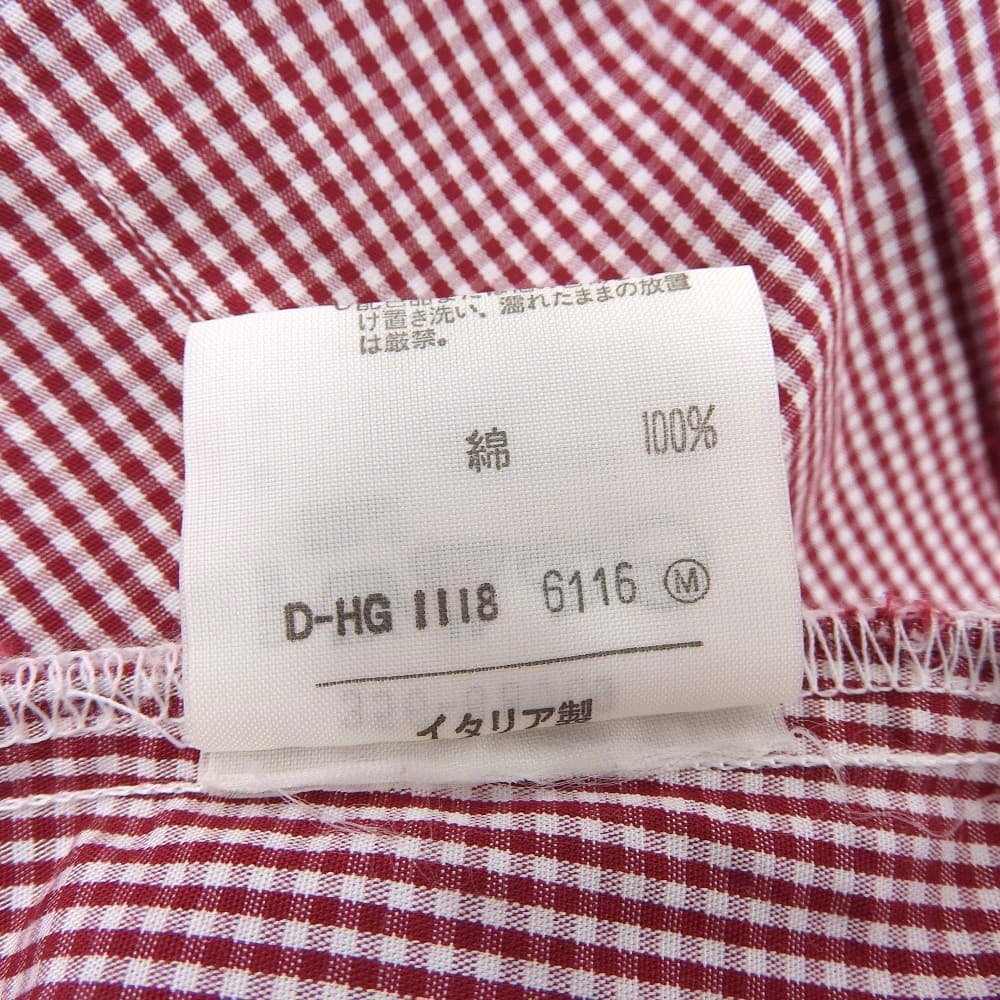 け置き洗い、濡れたままの放置
は厳禁。
綿 100%
D-HG 1118 6116 Ⓜ
イタリア製